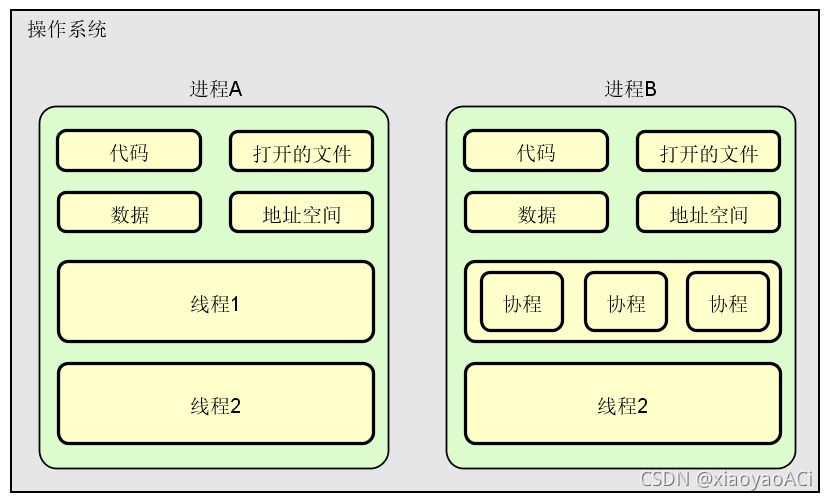 操作系统
进程A
进程B
代码
打开的文件
代码
打开的文件
数据
地址空间
数据
地址空间
线程1
协程
协程
协程
线程2
线程2
CSDN @xiaoyaoACi